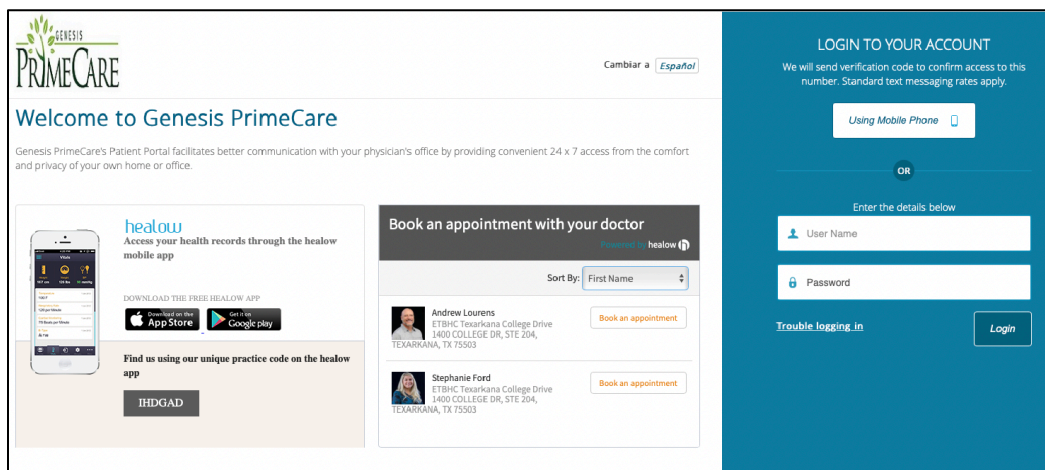 GENESIS
PRIMECARE
Cambiar a Español
Welcome to Genesis PrimeCare
Genesis PrimeCare's Patient Portal facilitates better communication with your physician's office by providing convenient 24 x 7 access from the comfort
and privacy of your own home or office.
healow
Access your health records through the healow
mobile app
DOWNLOAD THE FREE HEALOW APP
Download on the
App Store
Get it on
Google play
Find us using our unique practice code on the healow
app
IHDGAD
Book an appointment with your doctor
Powered by healow
Sort By: First Name
Andrew Lourens
ETBHC Texarkana College Drive
1400 COLLEGE DR, STE 204,
TEXARKANA, TX 75503
Book an appointment
Stephanie Ford
ETBHC Texarkana College Drive
1400 COLLEGE DR, STE 204,
TEXARKANA, TX 75503
Book an appointment
LOGIN TO YOUR ACCOUNT
We will send verification code to confirm access to this
number. Standard text messaging rates apply.
Using Mobile Phone
OR
Enter the details below
User Name
Password
Trouble logging in
Login